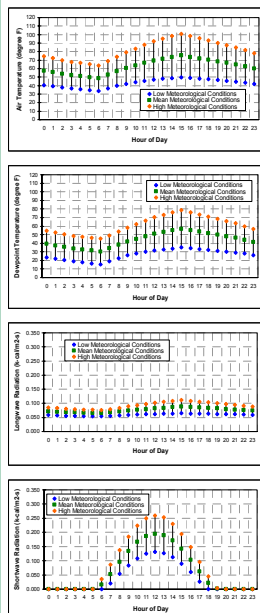 Air Temperature (degree F)
120
110
100
90
80
70
60
50
40
30
20
10
0
Low Meteorological Conditions
Mean Meteorological Conditions
High Meteorological Conditions
0 1 2 3 4 5 6 7 8 9 10 11 12 13 14 15 16 17 18 19 20 21 22 23
Hour of Day
Dewpoint Temperature (degree F)
120
110
100
90
80
70
60
50
40
30
20
10
0
Low Meteorological Conditions
Mean Meteorological Conditions
High Meteorological Conditions
0 1 2 3 4 5 6 7 8 9 10 11 12 13 14 15 16 17 18 19 20 21 22 23
Hour of Day
Longwave Radiation (k-cal/m2-s)
0.350
0.300
0.250
0.200
0.150
0.100
0.050
0.000
Low Meteorological Conditions
Mean Meteorological Conditions
High Meteorological Conditions
0 1 2 3 4 5 6 7 8 9 10 11 12 13 14 15 16 17 18 19 20 21 22 23
Hour of Day
Shortwave Radiation (k-cal/m2-s)
0.350
0.300
0.250
0.200
0.150
0.100
0.050
0.000
Low Meteorological Conditions
Mean Meteorological Conditions
High Meteorological Conditions
0 1 2 3 4 5 6 7 8 9 10 11 12 13 14 15 16 17 18 19 20 21 22 23
Hour of Day